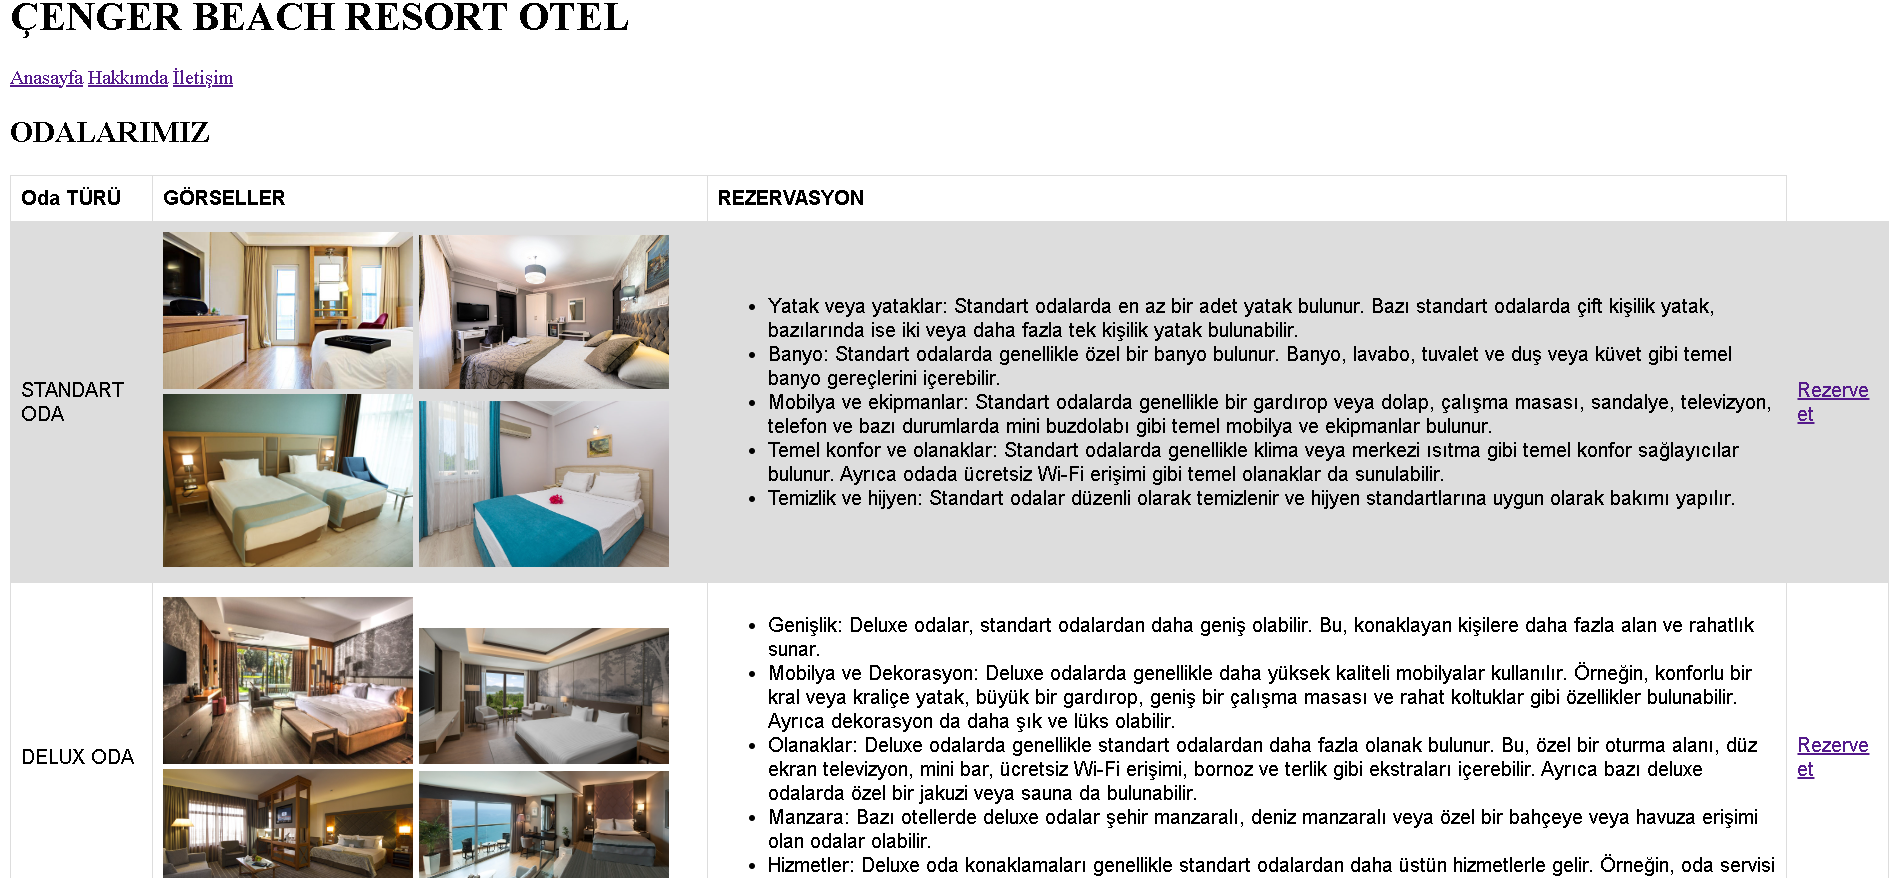 ÇENGER BEACH RESORT OTEL
Anasayfa Hakkımda İletişim
ODALARIMIZ
Oda TÜRÜ GÖRSELLER REZERVASYON
STANDART
ODA
• Yatak veya yataklar: Standart odalarda en az bir adet yatak bulunur. Bazı standart odalarda çift kişilik yatak,
bazılarında ise iki veya daha fazla tek kişilik yatak bulunabilir.
• Banyo: Standart odalarda genellikle özel bir banyo bulunur. Banyo, lavabo, tuvalet ve duş veya küvet gibi temel
banyo gereçlerini içerebilir.
• Mobilya ve ekipmanlar: Standart odalarda genellikle bir gardırop veya dolap, çalışma masası, sandalye, televizyon,
telefon ve bazı durumlarda mini buzdolabı gibi temel mobilya ve ekipmanlar bulunur.
• Temel konfor ve olanaklar: Standart odalarda genellikle klima veya merkezi ısıtma gibi temel konfor sağlayıcılar
bulunur. Ayrıca odada ücretsiz Wi-Fi erişimi gibi temel olanaklar da sunulabilir.
• Temizlik ve hijyen: Standart odalar düzenli olarak temizlenir ve hijyen standartlarına uygun olarak bakımı yapılır.
Rezerve
et
DELUX ODA
• Genişlik: Deluxe odalar, standart odalardan daha geniş olabilir. Bu, konaklayan kişilere daha fazla alan ve rahatlık
sunar.
• Mobilya ve Dekorasyon: Deluxe odalarda genellikle daha yüksek kaliteli mobilyalar kullanılır. Örneğin, konforlu bir
kral veya kraliçe yatak, büyük bir gardırop, geniş bir çalışma masası ve rahat koltuklar gibi özellikler bulunabilir.
Ayrıca dekorasyon da daha şık ve lüks olabilir.
• Olanaklar: Deluxe odalarda genellikle standart odalardan daha fazla olanak bulunur. Bu, özel bir oturma alanı, düz
ekran televizyon, mini bar, ücretsiz Wi-Fi erişimi, bornoz ve terlik gibi ekstraları içerebilir. Ayrıca bazı deluxe
odalarda özel bir jakuzi veya sauna da bulunabilir.
• Manzara: Bazı otellerde deluxe odalar şehir manzaralı, deniz manzaralı veya özel bir bahçeye veya havuza erişimi
olan odalar olabilir.
• Hizmetler: Deluxe oda konaklamaları genellikle standart odalardan daha üstün hizmetlerle gelir. Örneğin, oda servisi
Rezerve
et